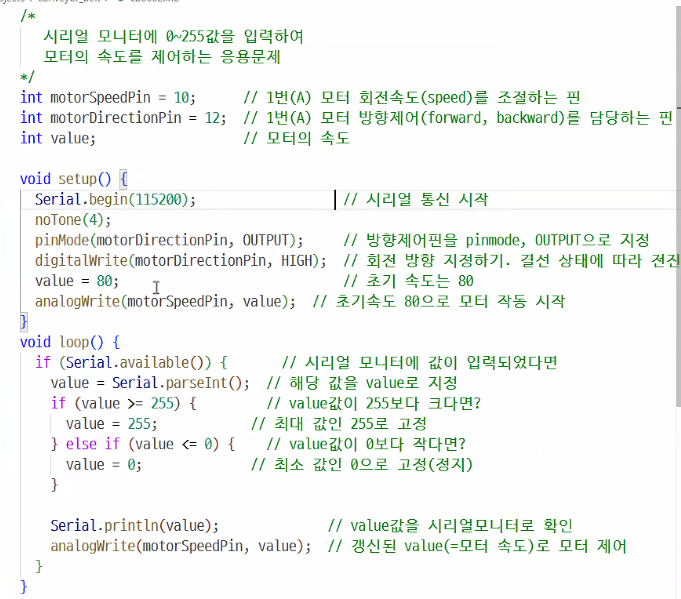 /*
시리얼 모니터에 0~255값을 입력하여
모터의 속도를 제어하는 응용문제
*/
int motorSpeedPin = 10; // 1번(A) 모터 회전속도(speed)를 조절하는 핀
int motorDirectionPin = 12; // 1번(A) 모터 방향제어(forward, backward)를 담당하는 핀
int value; // 모터의 속도

void setup() {
Serial.begin(115200); // 시리얼 통신 시작
noTone(4);
pinMode(motorDirectionPin, OUTPUT); // 방향제어핀을 pinmode, OUTPUT으로 지정
digitalWrite(motorDirectionPin, HIGH); // 회전 방향 지정하기. 결선 상태에 따라 전진
value = 80; // 초기 속도는 80
analogWrite(motorSpeedPin, value); // 초기속도 80으로 모터 작동 시작
}
void loop() {
if (Serial.available()) { // 시리얼 모니터에 값이 입력되었다면
value = Serial.parseInt(); // 해당 값을 value로 지정
if (value >= 255) { // value값이 255보다 크다면?
value = 255; // 최대 값인 255로 고정
} else if (value <= 0) { // value값이 0보다 작다면?
value = 0; // 최소 값인 0으로 고정(정지)
}

Serial.println(value); // value값을 시리얼모니터로 확인
analogWrite(motorSpeedPin, value); // 갱신된 value(=모터 속도)로 모터 제어
}
}